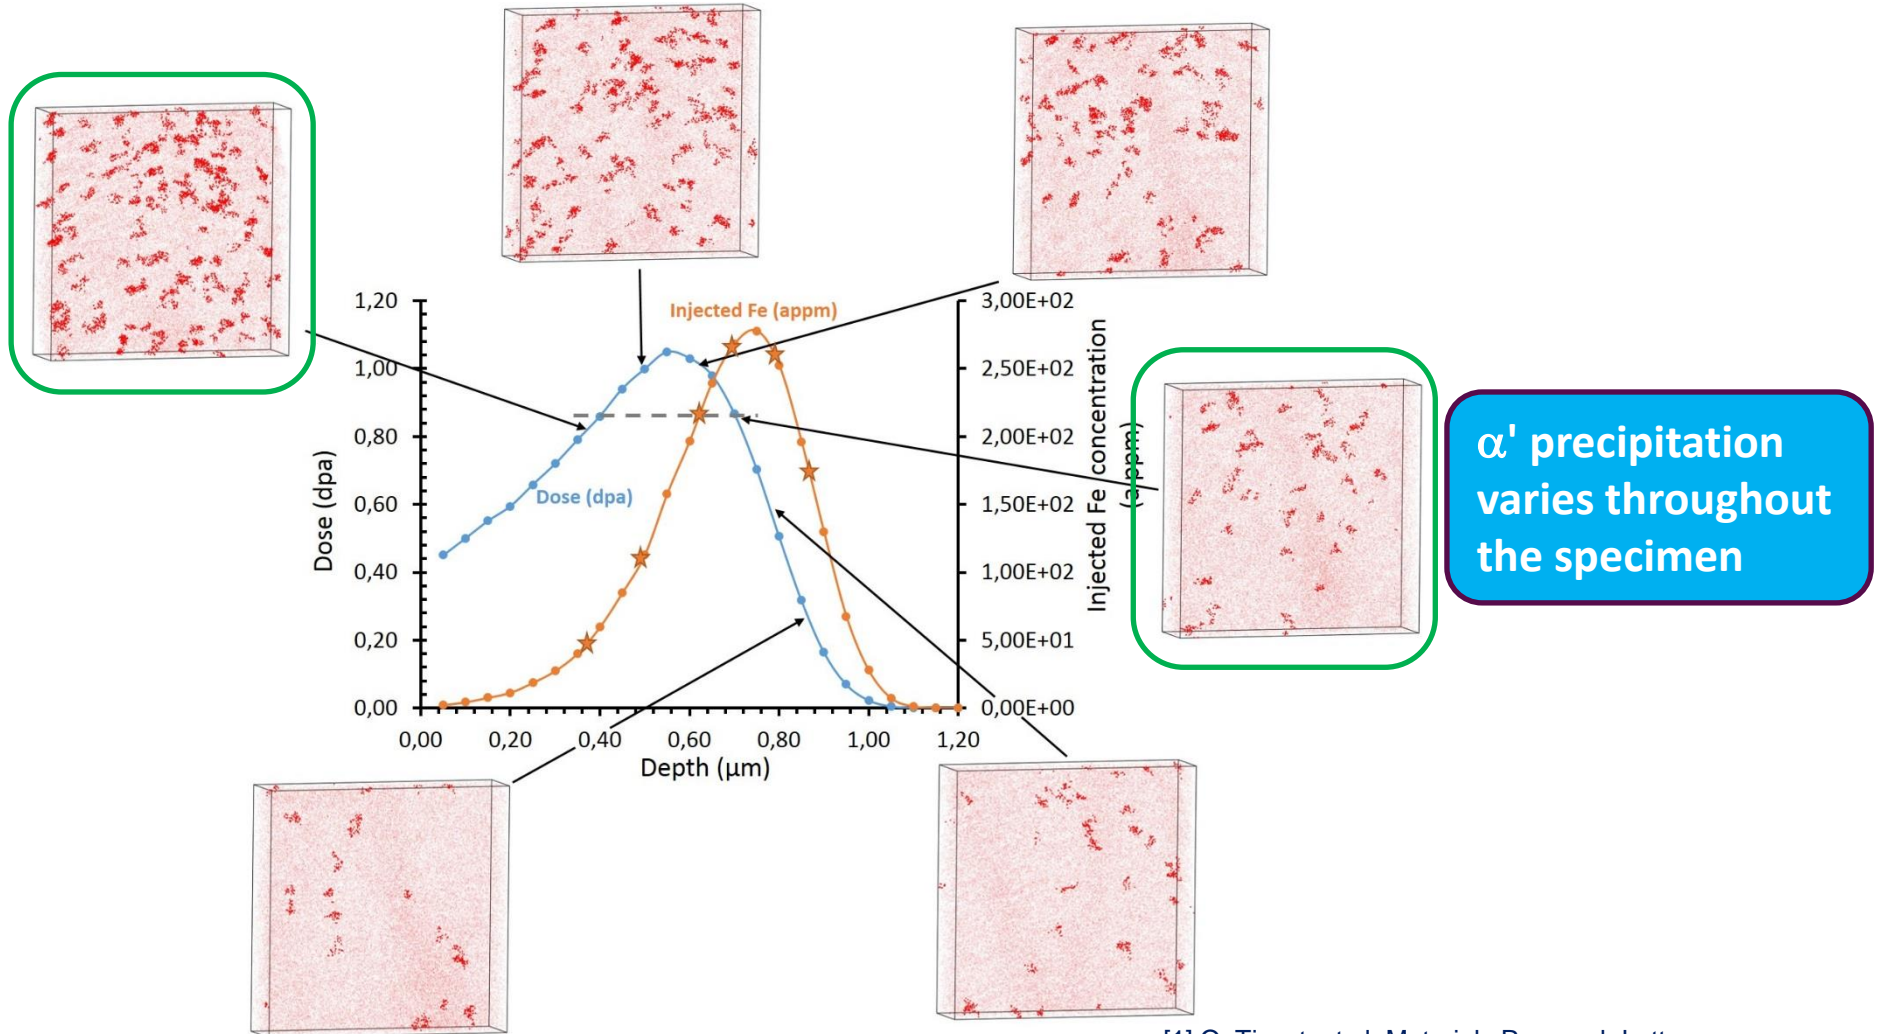 1,20
1,00
0,80
0,60
0,40
0,20
0,00
Dose (dpa)
Injected Fe (appm)
Dose (dpa)
3,00E+02
2,50E+02
2,00E+02
1,50E+02
1,00E+02
5,00E+01
0,00E+00
Injected Fe concentration
(appm)
0,00 0,20 0,40 0,60 0,80 1,00 1,20
Depth (µm)
α' precipitation
varies throughout
the specimen